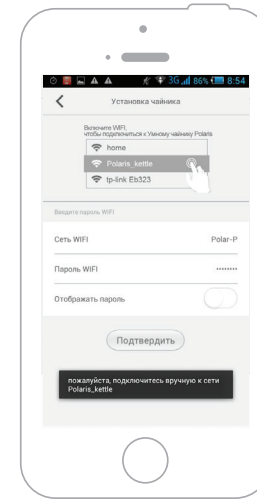 3G 86% 8:54
Установка чайника
Включите WIFI,
чтобы подключиться к Умному чайнику Polaris
home
Polaris_kettle
tp-link Eb323
Введите пароль WIFI
Сеть WIFI Polar-P
Пароль WIFI ········
Отображать пароль
Подтвердить
пожалуйста, подключитесь вручную к сети
Polaris_kettle